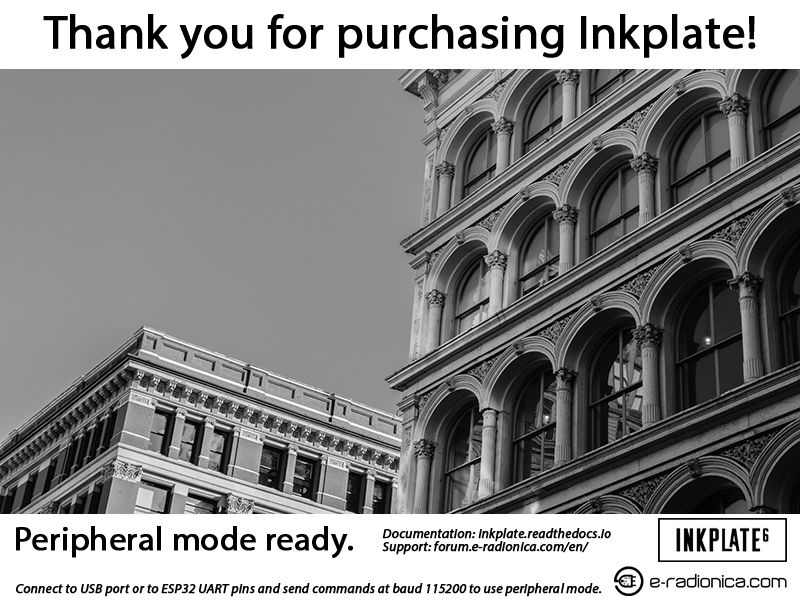 Thank you for purchasing Inkplate!
Peripheral mode ready.
Documentation: inkplate.readthedocs.io
Support: forum.e-radionica.com/en/
INKPLATE6
Connect to USB port or to ESP32 UART pins and send commands at baud 115200 to use peripheral mode.
e-radionica.com